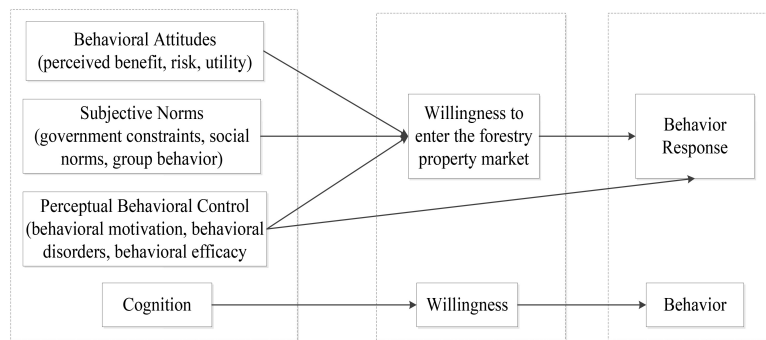 Behavioral Attitudes
(perceived benefit, risk, utility)
Subjective Norms
(government constraints, social
norms, group behavior)
Perceptual Behavioral Control
(behavioral motivation, behavioral
disorders, behavioral efficacy
Willingness to
enter the forestry
property market
Behavior
Response
Cognition
Willingness
Behavior